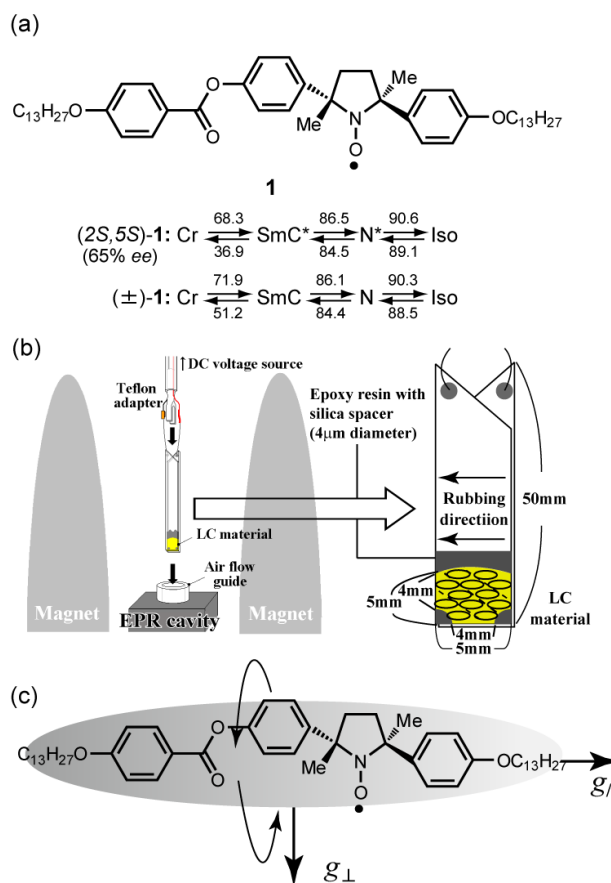 (a)
C₁₃H₂₇O
O
O
Me
Me
N
O
•
OC₁₃H₂₇
1
(2S,5S)-1: Cr 68.3 36.9 SmC* 86.5 84.5 N* 90.6 89.1 Iso
(65% ee)
(±)-1: Cr 71.9 51.2 SmC 86.1 84.4 N 90.3 88.5 Iso
(b)
↑DC voltage source
Teflon
adapter
LC material
Air flow
guide
Magnet
EPR cavity
Magnet
Epoxy resin with
silica spacer
(4μm diameter)
Rubbing
directiion
50mm
4mm
5mm
4mm
5mm
LC
material
(c)
C₁₃H₂₇O
O
O
Me
Me
N
O
•
OC₁₃H₂₇
g/
g⊥